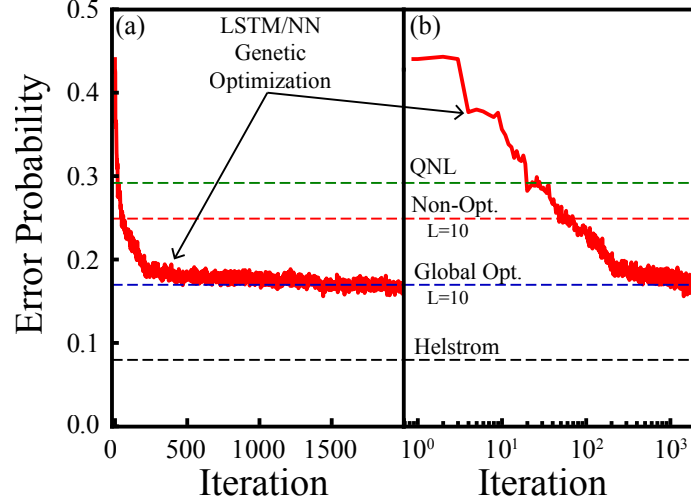 (a)
LSTM/NN
Genetic
Optimization
(b)
QNL
Non-Opt.
L=10
Global Opt.
L=10
Helstrom
Error Probability
0.5
0.4
0.3
0.2
0.1
0.0
0 500 1000 1500
10⁰ 10¹ 10² 10³
Iteration Iteration